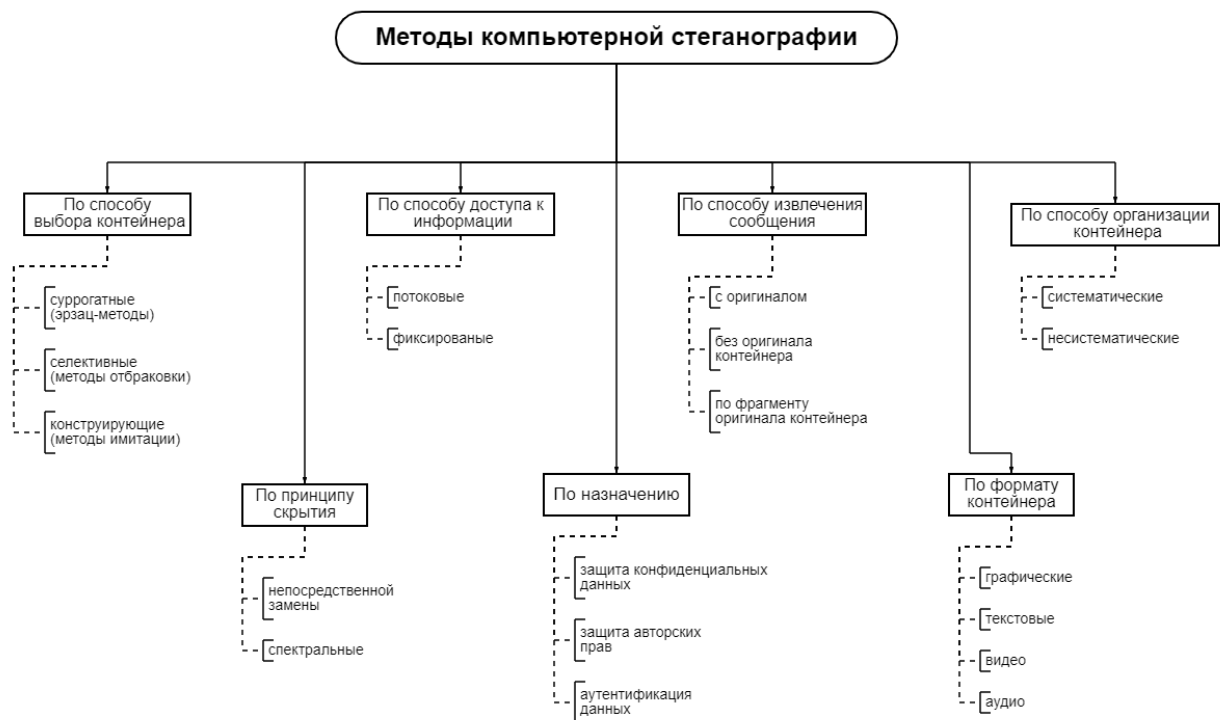 Методы компьютерной стеганографии
По способу
выбора контейнера
суррогатные
(эрзац-методы)
селективные
(методы отбраковки)
конструирующие
(методы имитации)
По способу доступа к
информации
потоковые
фиксированые
По способу извлечения
сообщения
с оригиналом
без оригинала
контейнера
по фрагменту
оригинала контейнера
По способу организации
контейнера
систематические
несистематические
По принципу
скрытия
непосредственной
замены
спектральные
По назначению
защита конфиденциальных
данных
защита авторских
прав
аутентификация
данных
По формату
контейнера
графические
текстовые
видео
аудио